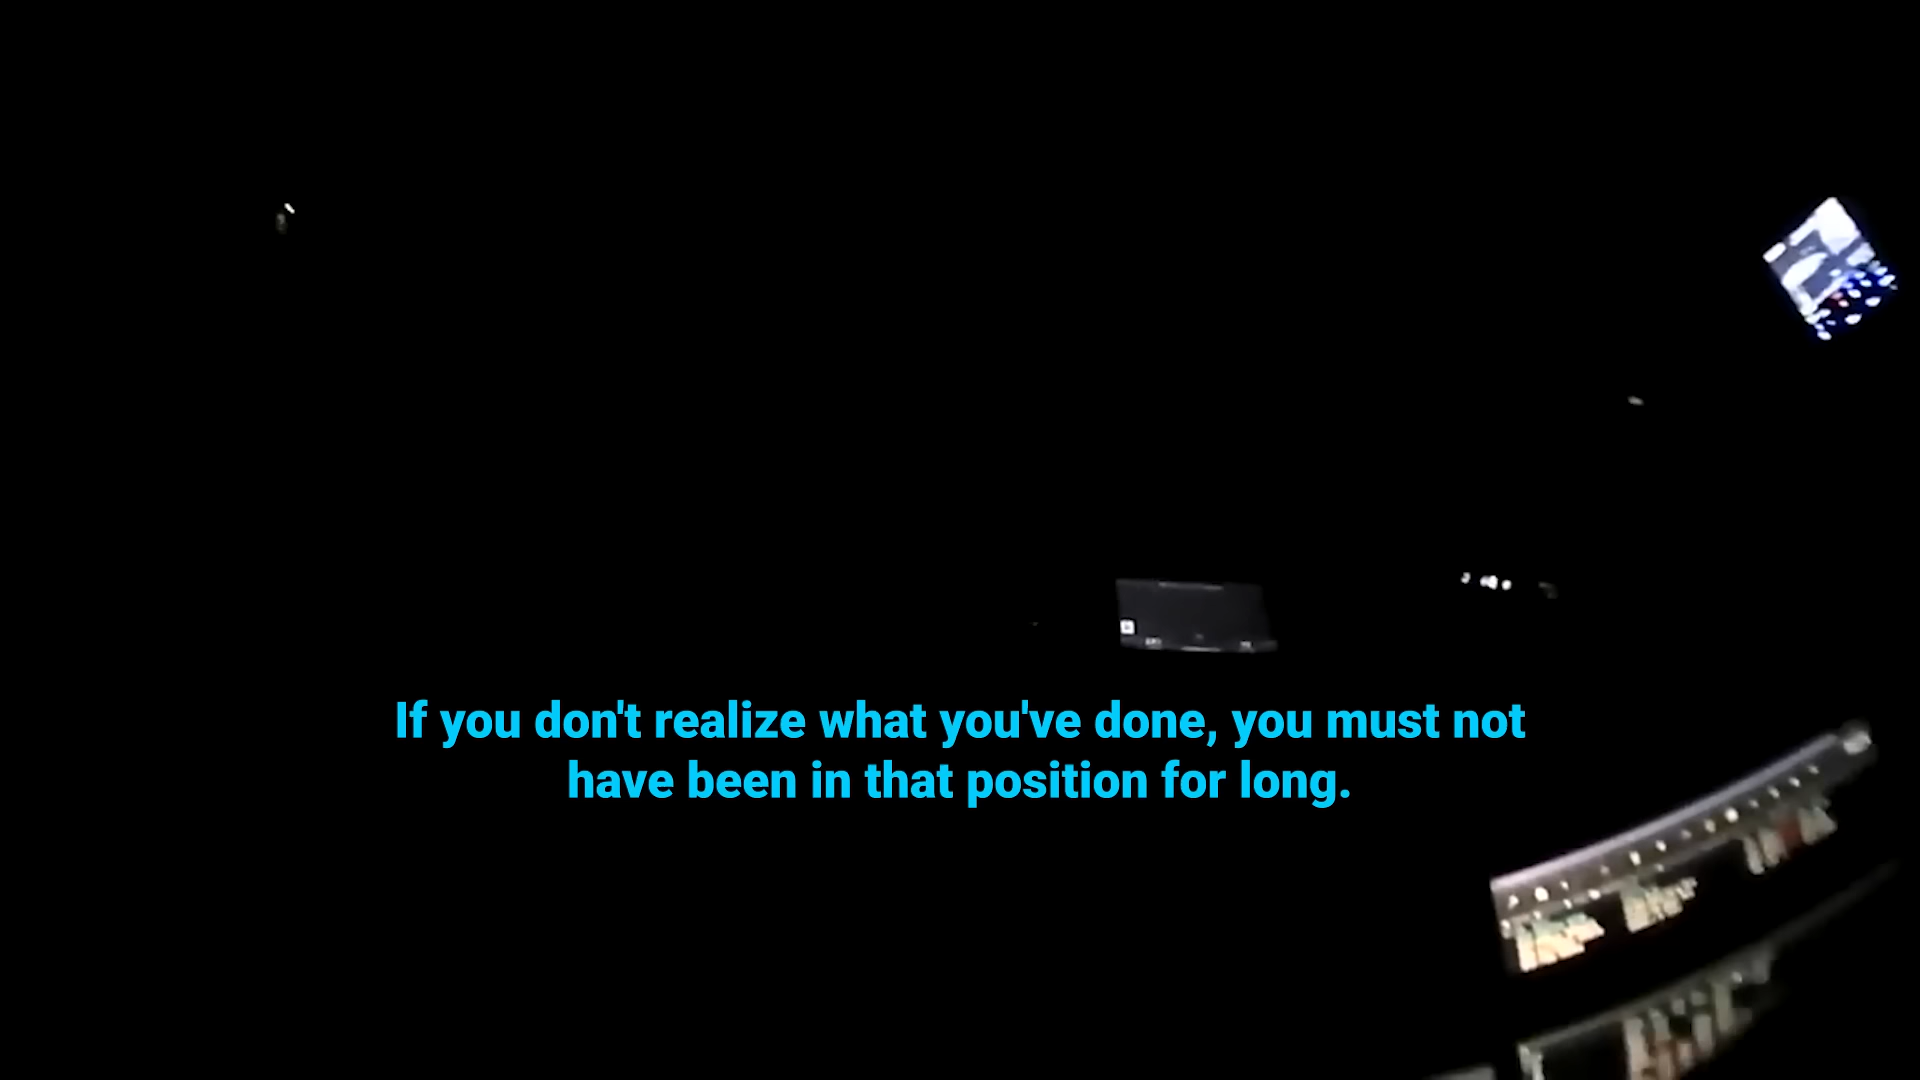 If you don't realize what you've done, you must not
have been in that position for long.